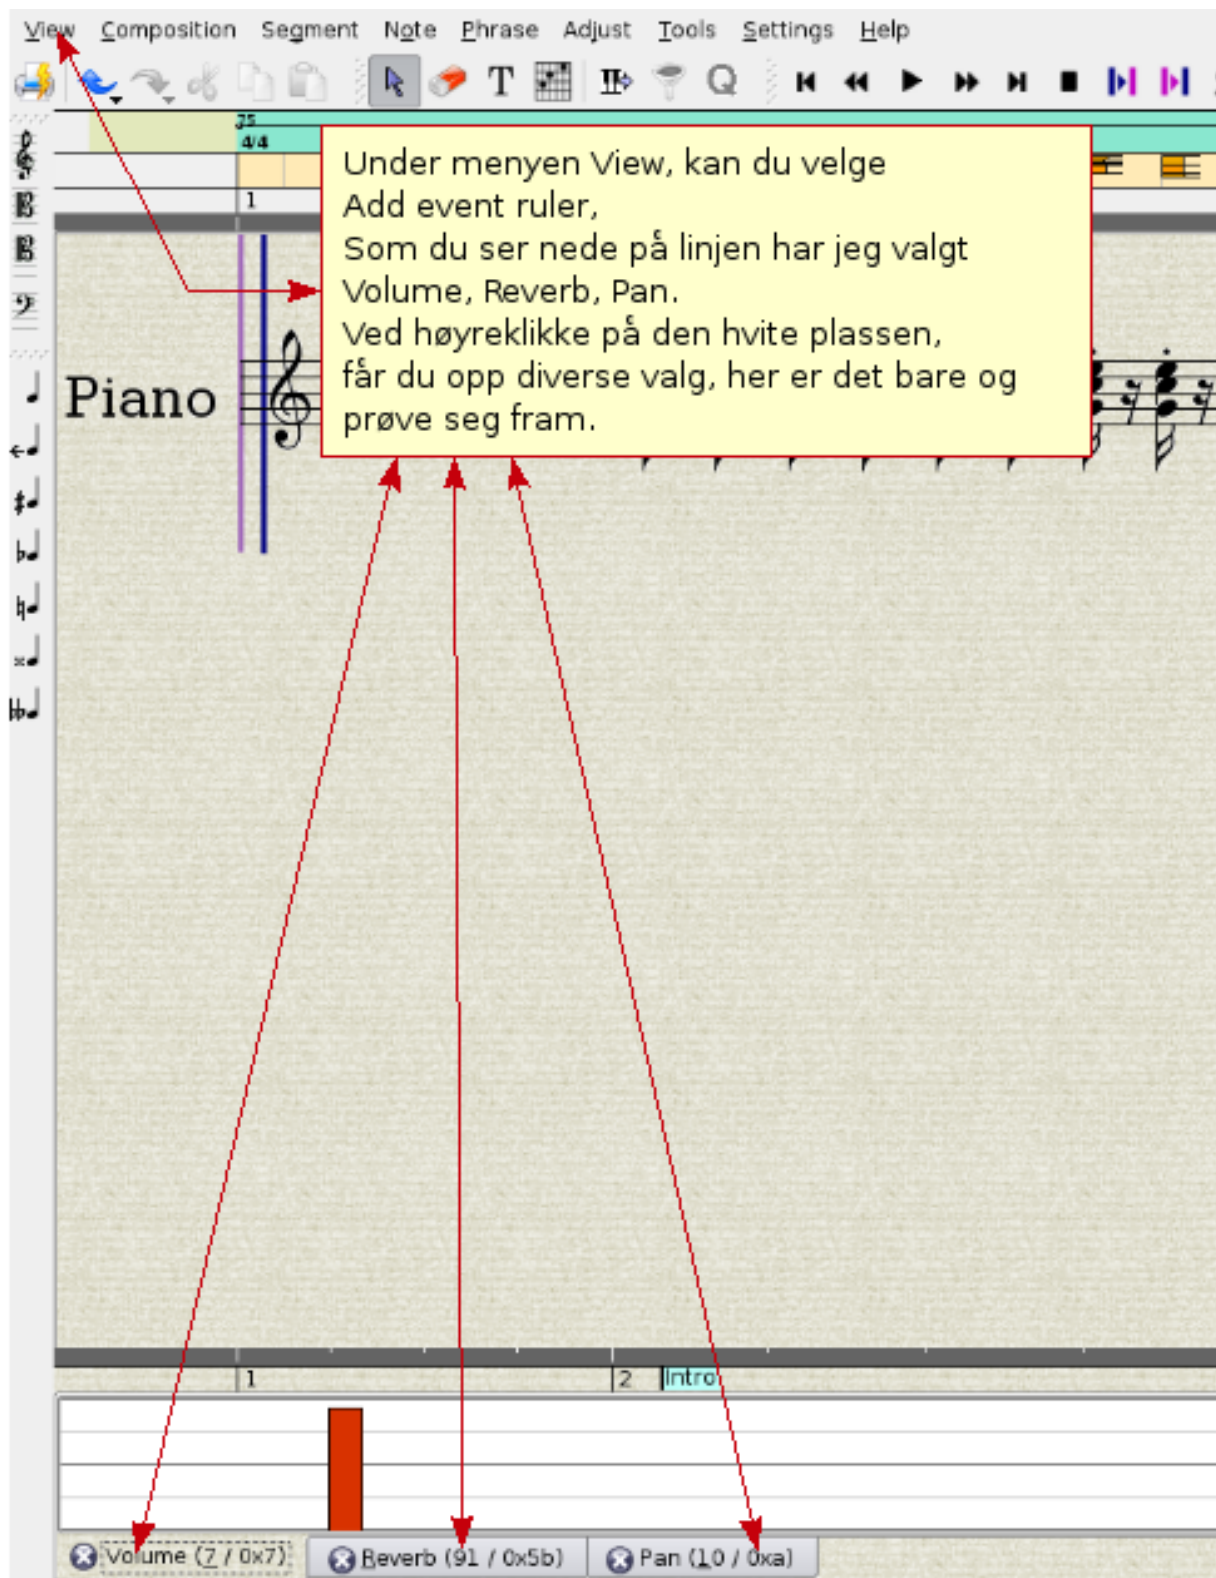 View Composition Segment Note Phrase Adjust Tools Settings Help
T Q
75
4/4
1
Under menyen View, kan du velge
Add event ruler,
Som du ser nede på linjen har jeg valgt
Volume, Reverb, Pan.
Ved høyreklikke på den hvite plassen,
får du opp diverse valg, her er det bare og
prøve seg fram.
Piano
1 2 Intro
Volume (7 / 0x7) Reverb (91 / 0x5b) Pan (10 / 0xa)